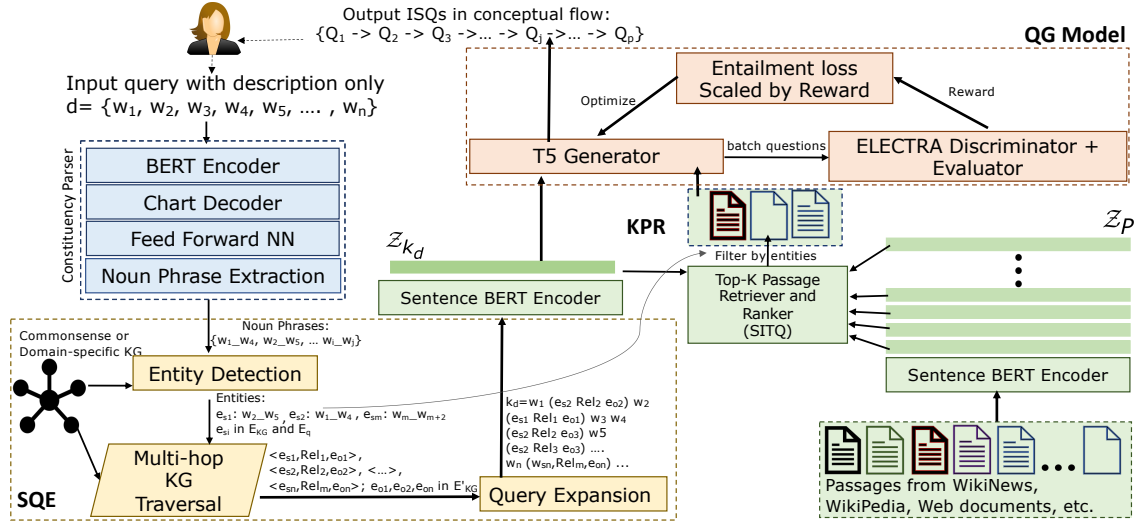 Output ISQs in conceptual flow:
{Q1 -> Q2 -> Q3 ->... -> Qj ->... -> Qp}
QG Model
Input query with description only
d= {w1, w2, w3, w4, w5, .... , wn}
Entailment loss
Scaled by Reward
Optimize
Reward
T5 Generator
batch questions
ELECTRA Discriminator +
Evaluator
Constituency Parser
BERT Encoder
Chart Decoder
Feed Forward NN
Noun Phrase Extraction
KPR
Filter by entities
Z_kd
Sentence BERT Encoder
Top-K Passage
Retriever and
Ranker
(SITQ)
Z_P
Sentence BERT Encoder
Passages from WikiNews,
WikiPedia, Web documents, etc.
Noun Phrases:
{w1_w4, w2_w5, ... wi_wj}
Commonsense or
Domain-specific KG
Entity Detection
Entities:
es1: w2_w5 , es2: w1_w4 , esm: wm_wm+2
esi in EKG and Eq
Multi-hop
KG
Traversal
<es1,Rel1,eo1>,
<es2,Rel2,eo2>, <...>,
<esn,Relm,eon>; eo1,eo2,eon in E'KG
kd=w1 (es2 Rel2 eo2) w2
(es1 Rel1 eo1) w3 w4
(es2 Rel2 eo3) w5
(es2 Rel3 eo3) ....
wn (wsn,Relm,eon) ...
Query Expansion
SQE